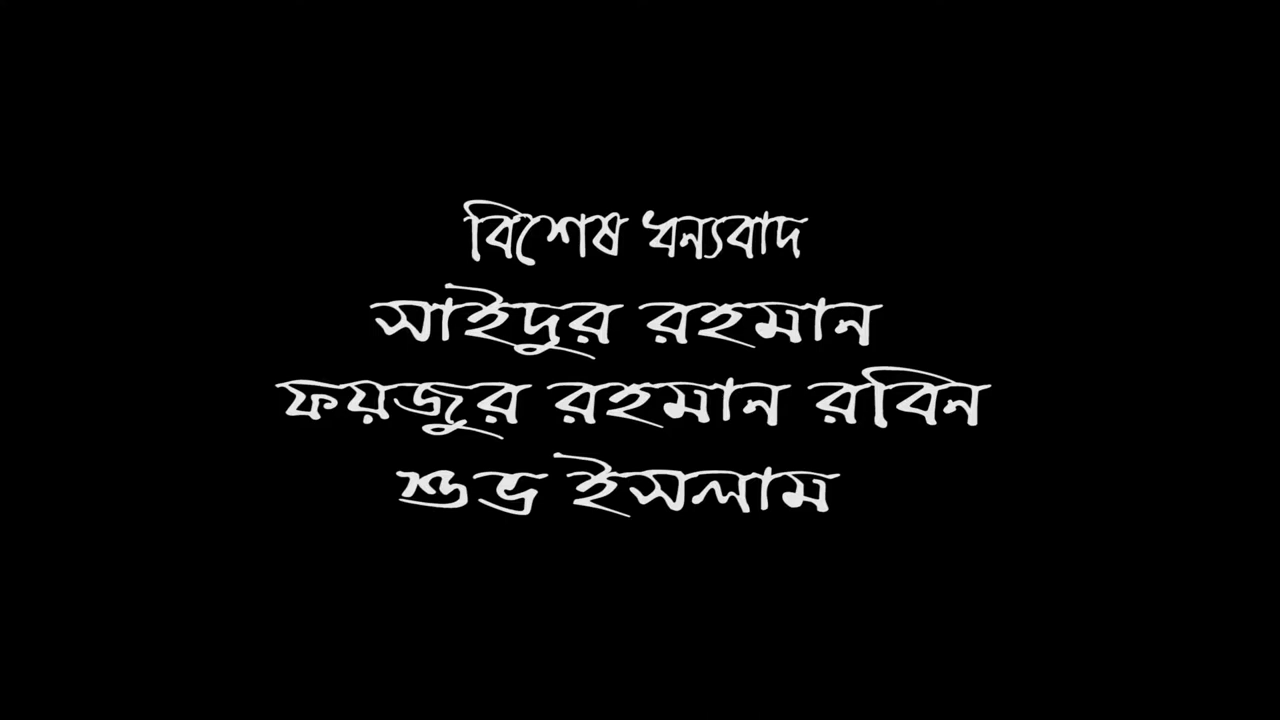 বিশেষ ধন্যবাদ
সাইদুর রহমান
ফয়জুর রহমান রবিন
শুভ্র ইসলাম